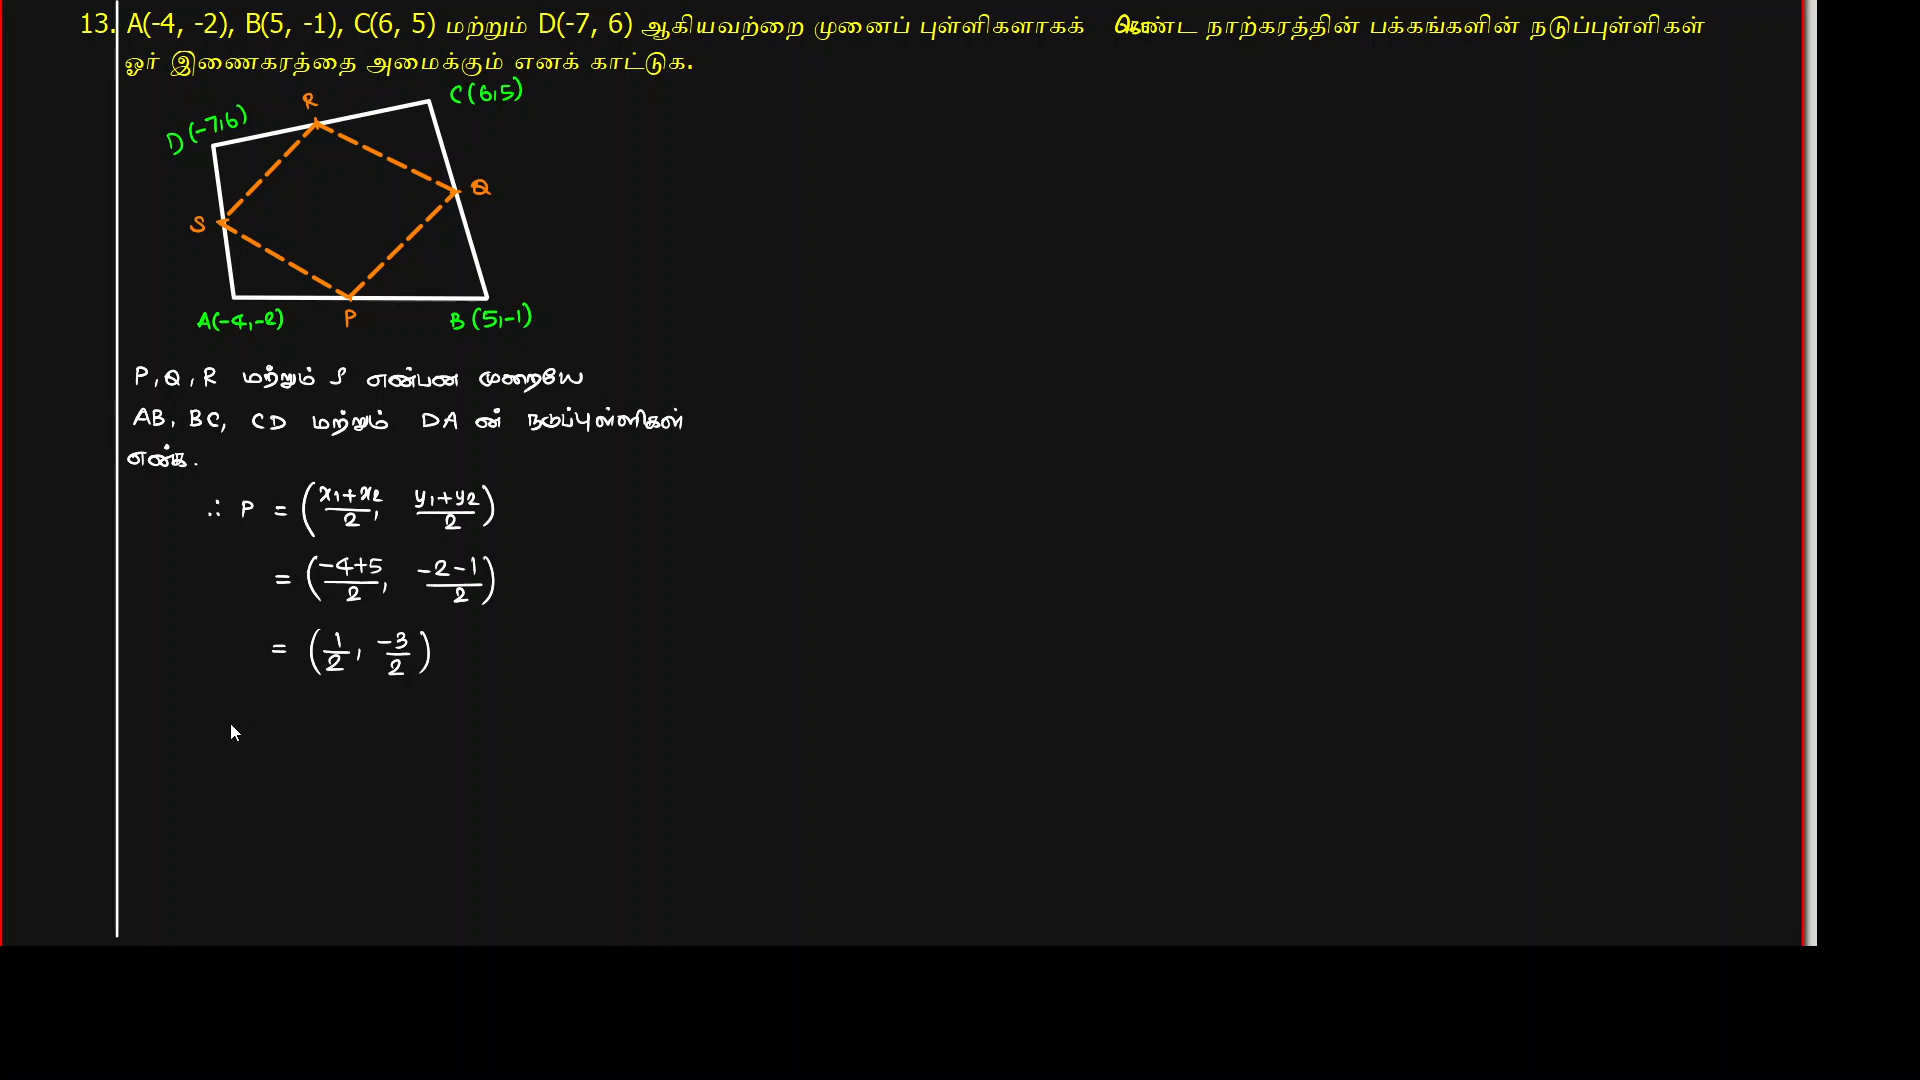 13. A(-4, -2), B(5, -1), C(6, 5) மற்றும் D(-7, 6) ஆகியவற்றை முனைப் புள்ளிகளாகக் கொண்ட நாற்கரத்தின் பக்கங்களின் நடுப்புள்ளிகள்
ஓர் இணைகரத்தை அமைக்கும் எனக் காட்டுக.
R
C(6,5)
D(-7,6)
Q
S
A(-4,-2)
P
B(5,-1)
P, Q, R மற்றும் S என்பன முறையே
AB, BC, CD மற்றும் DA ன் நடுப்புள்ளிகள்
என்க.
∴ P = (x₁+x₂/2, y₁+y₂/2)
= (-4+5/2, -2-1/2)
= (1/2, -3/2)